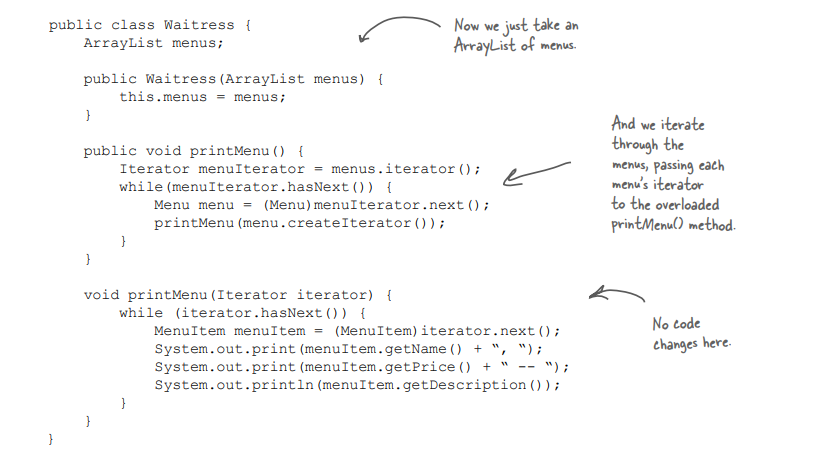 public class Waitress {
ArrayList menus;
Now we just take an
ArrayList of menus.
public Waitress(ArrayList menus) {
this.menus = menus;
}
public void printMenu() {
Iterator menuIterator = menus.iterator();
while(menuIterator.hasNext()) {
Menu menu = (Menu)menuIterator.next();
printMenu(menu.createIterator());
}
}
And we iterate
through the
menus, passing each
menu's iterator
to the overloaded
printMenu() method.
void printMenu(Iterator iterator) {
while (iterator.hasNext()) {
MenuItem menuItem = (MenuItem)iterator.next();
System.out.print(menuItem.getName() + “, “);
System.out.print(menuItem.getPrice() + “ -- “);
System.out.println(menuItem.getDescription());
}
}
}
No code
changes here.